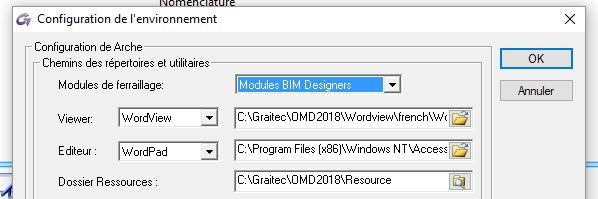 Nomenclature
Configuration de l'environnement
Configuration de Arche
Chemins des répertoires et utilitaires
Modules de ferraillage: Modules BIM Designers
Viewer: WordView C:\Graitec\OMD2018\Wordview\french\Wo
Editeur : WordPad C:\Program Files (x86)\Windows NT\Access
Dossier Ressources : C:\Graitec\OMD2018\Resource
OK
Annuler